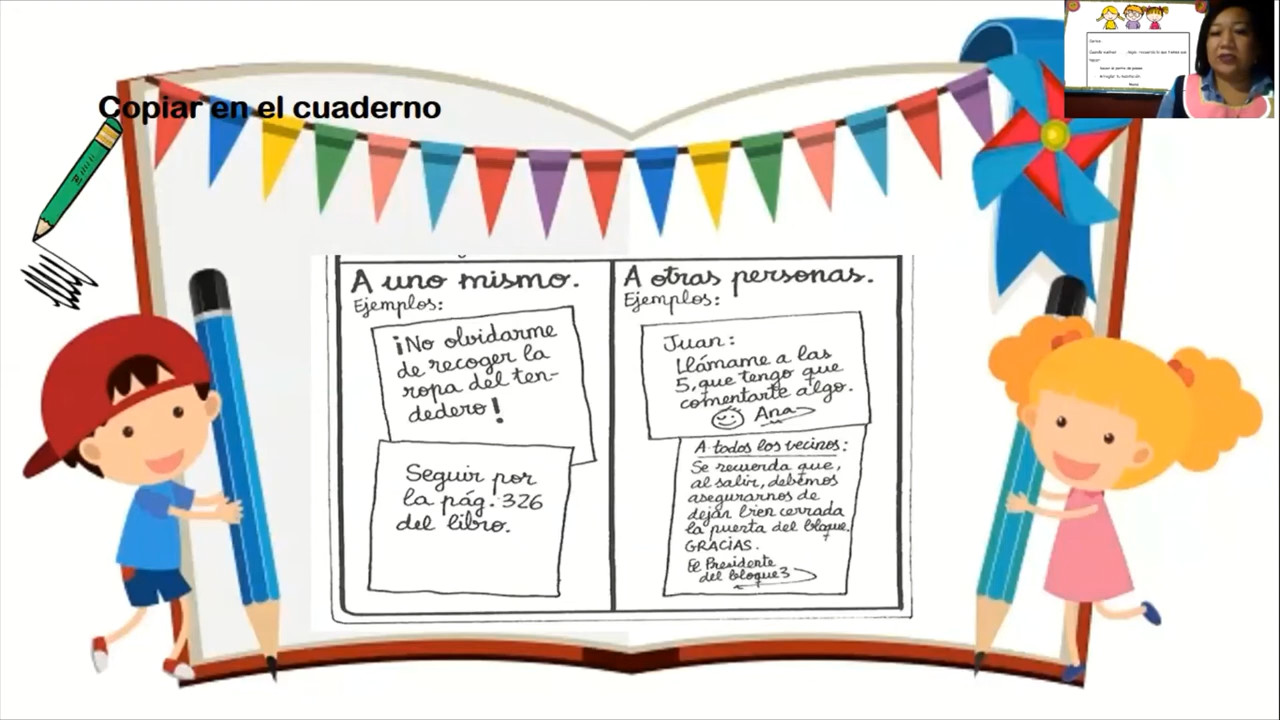 Copiar en el cuaderno
A uno mismo.
Ejemplos:
¡No olvidarme
de recoger la
ropa del ten-
dedero!
Seguir por
la pág. 326
del libro.
A otras personas.
Ejemplos:
Juan:
Llámame a las
5, que tengo que
comentarte algo.
Ana
A todos los vecinos:
Se recuerda que,
al salir, debemos
asegurarnos de
dejar bien cerrada
la puerta del bloque.
GRACIAS.
El Presidente
del bloque 3